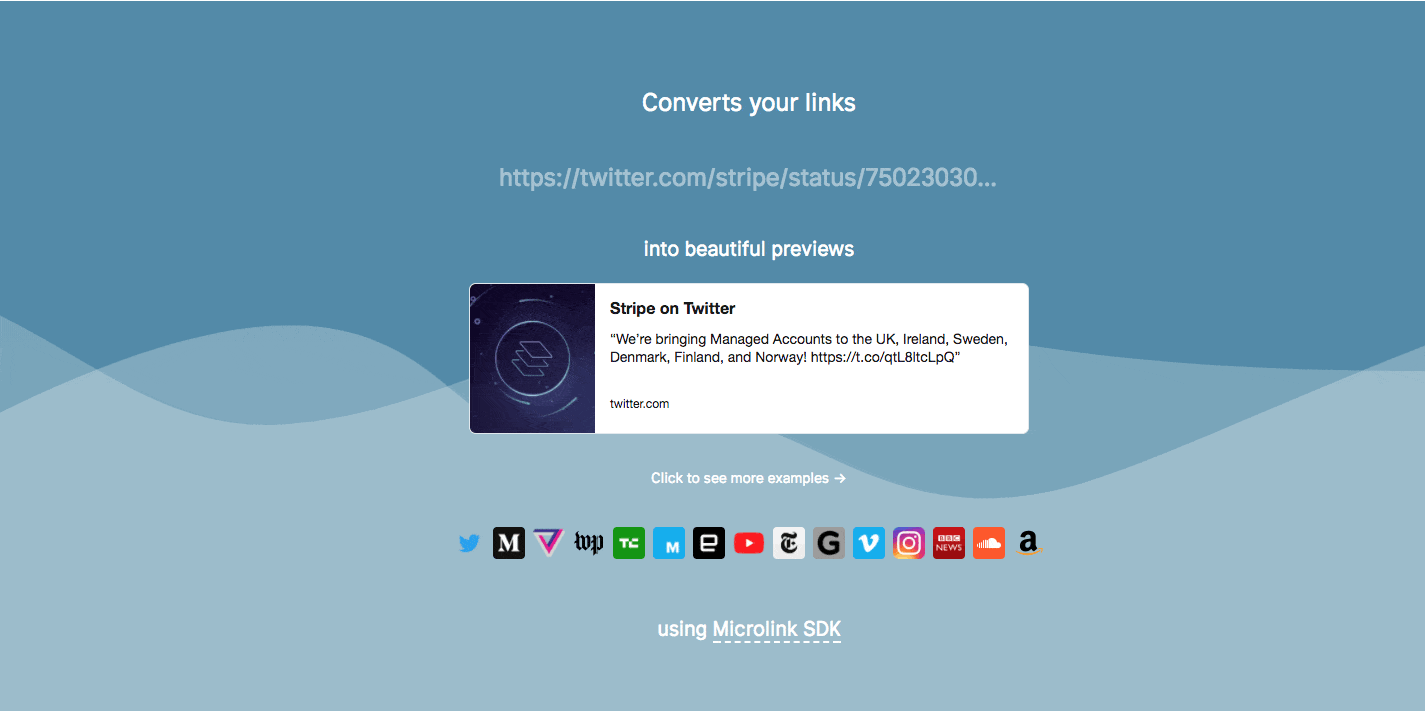 Converts your links
https://twitter.com/stripe/status/75023030...
into beautiful previews
Stripe on Twitter
“We’re bringing Managed Accounts to the UK, Ireland, Sweden,
Denmark, Finland, and Norway! https://t.co/qtL8ltcLpQ”
twitter.com
Click to see more examples →
M wp TC M e T G BBC NEWS a
using Microlink SDK